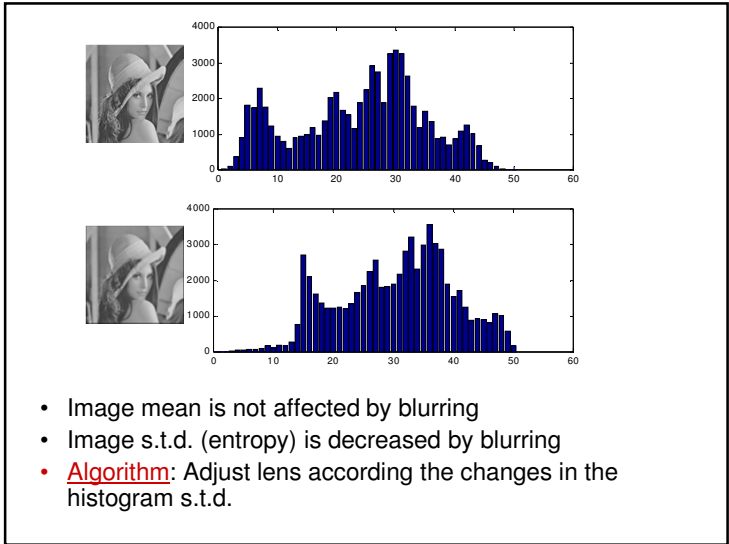 4000
3000
2000
1000
0
0 10 20 30 40 50 60
4000
3000
2000
1000
0
0 10 20 30 40 50 60
• Image mean is not affected by blurring
• Image s.t.d. (entropy) is decreased by blurring
• Algorithm: Adjust lens according the changes in the
histogram s.t.d.